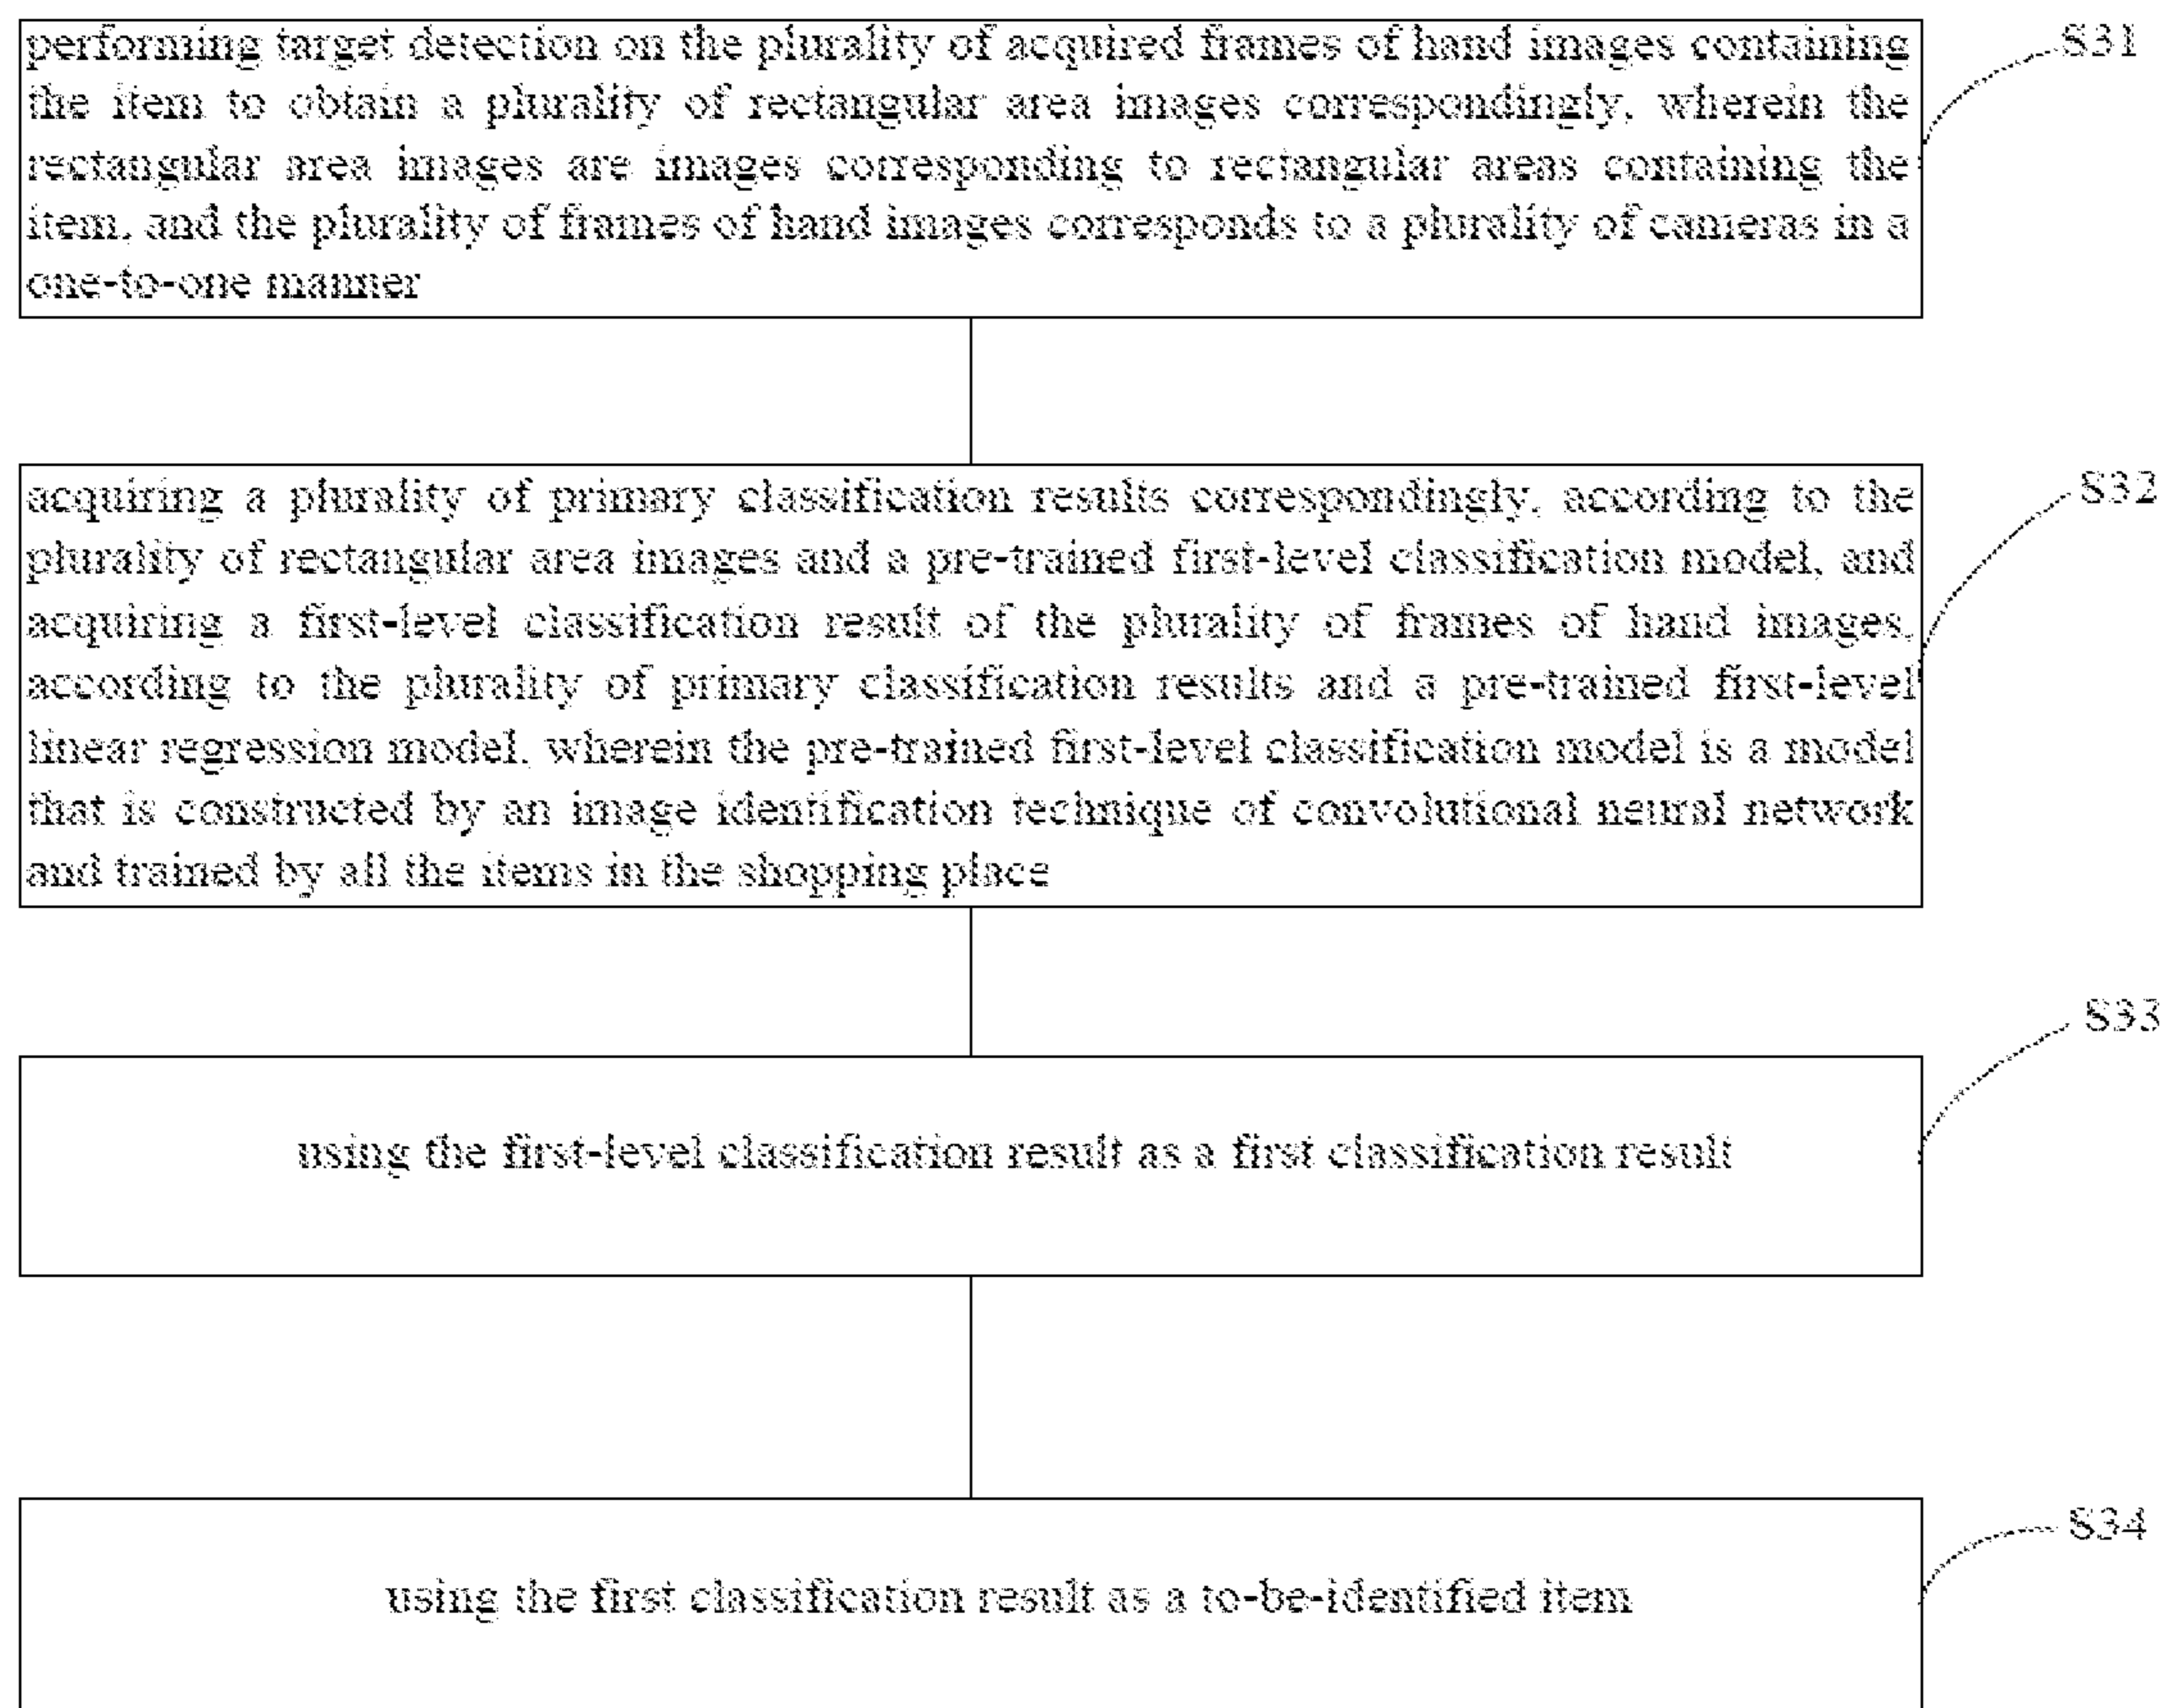 performing target detection on the plurality of acquired frames of hand images containing
the item to obtain a plurality of rectangular area images correspondingly, wherein the
rectangular area images are images corresponding to rectangular areas containing the
item, and the plurality of frames of hand images corresponds to a plurality of cameras in a
one-to-one manner
S31
acquiring a plurality of primary classification results correspondingly, according to the
plurality of rectangular area images and a pre-trained first-level classification model, and
acquiring a first-level classification result of the plurality of frames of hand images,
according to the plurality of primary classification results and a pre-trained first-level
linear regression model, wherein the pre-trained first-level classification model is a model
that is constructed by an image identification technique of convolutional neural network
and trained by all the items in the shopping place
S32
using the first-level classification result as a first classification result
S33
using the first classification result as a to-be-identified item
S34